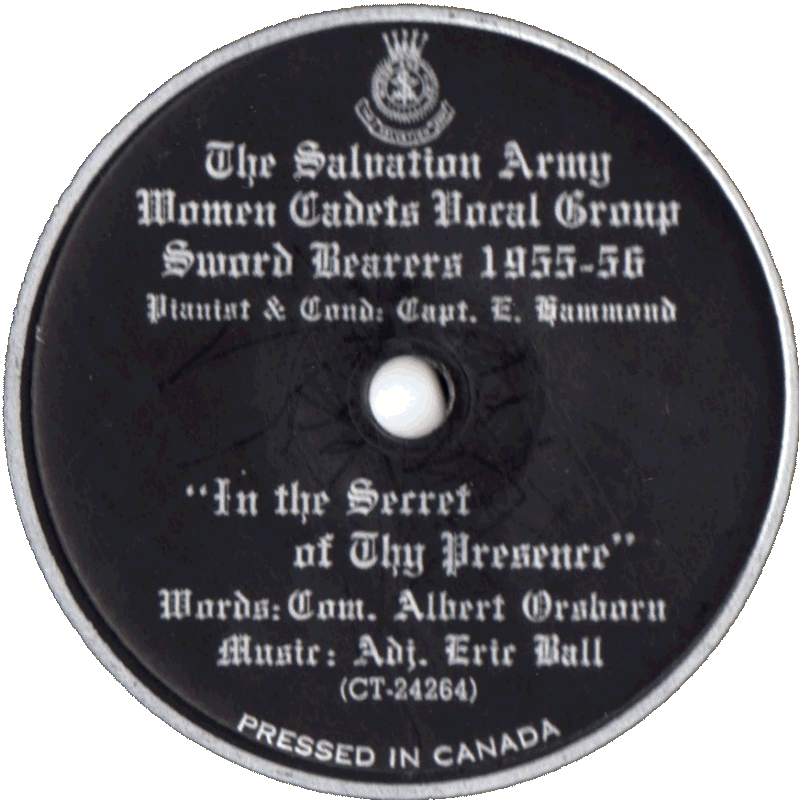 The Salvation Army
Women Cadets Vocal Group
Sword Bearers 1955-56
Pianist & Cond: Capt. E. Hammond
“In the Secret
of Thy Presence”
Words: Com. Albert Orsborn
Music: Adj. Eric Ball
(CT-24264)
PRESSED IN CANADA